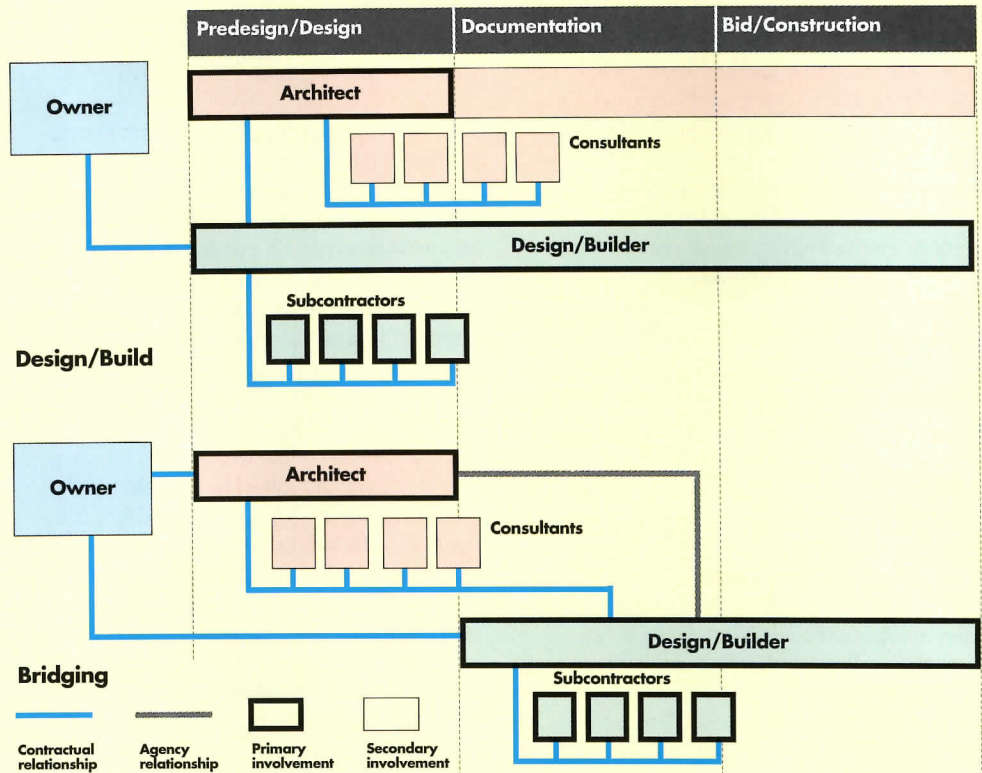 Predesign/Design
Documentation
Bid/Construction
Owner
Architect
Consultants
Design/Builder
Subcontractors
Design/Build
Owner
Architect
Consultants
Design/Builder
Subcontractors
Bridging
Contractual
relationship
Agency
relationship
Primary
involvement
Secondary
involvement